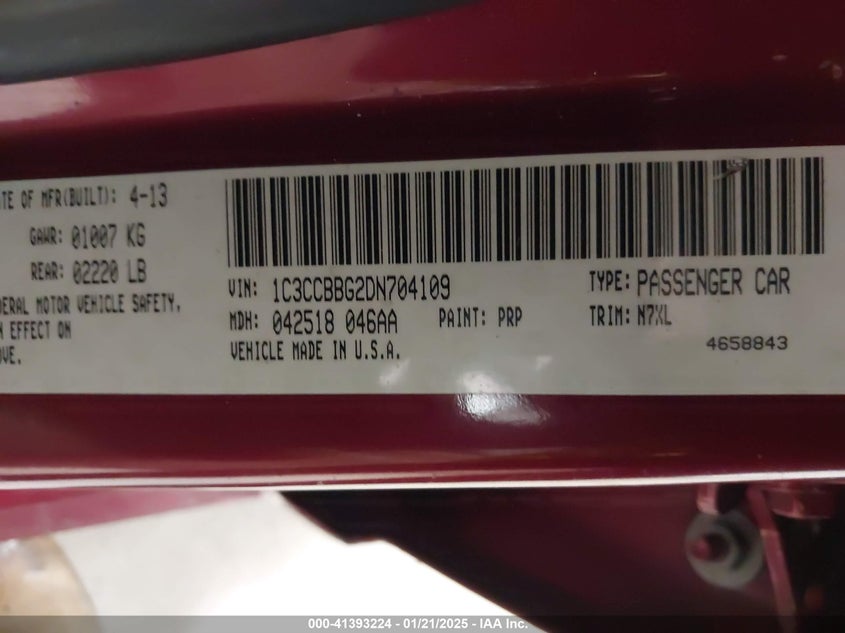 TE OF MFR(BUILT): 4-13
GAWR: 01007 KG
REAR: 02220 LB
DERAL MOTOR VEHICLE SAFETY,
N EFFECT ON
OVE.
VIN: 1C3CCBBG2DN704109
TYPE: PASSENGER CAR
MDH: 042518 046AA
PAINT: PRP
TRIM: N7XL
VEHICLE MADE IN U.S.A.
4658843
000-41393224 | 01/21/2025 - IAA Inc.